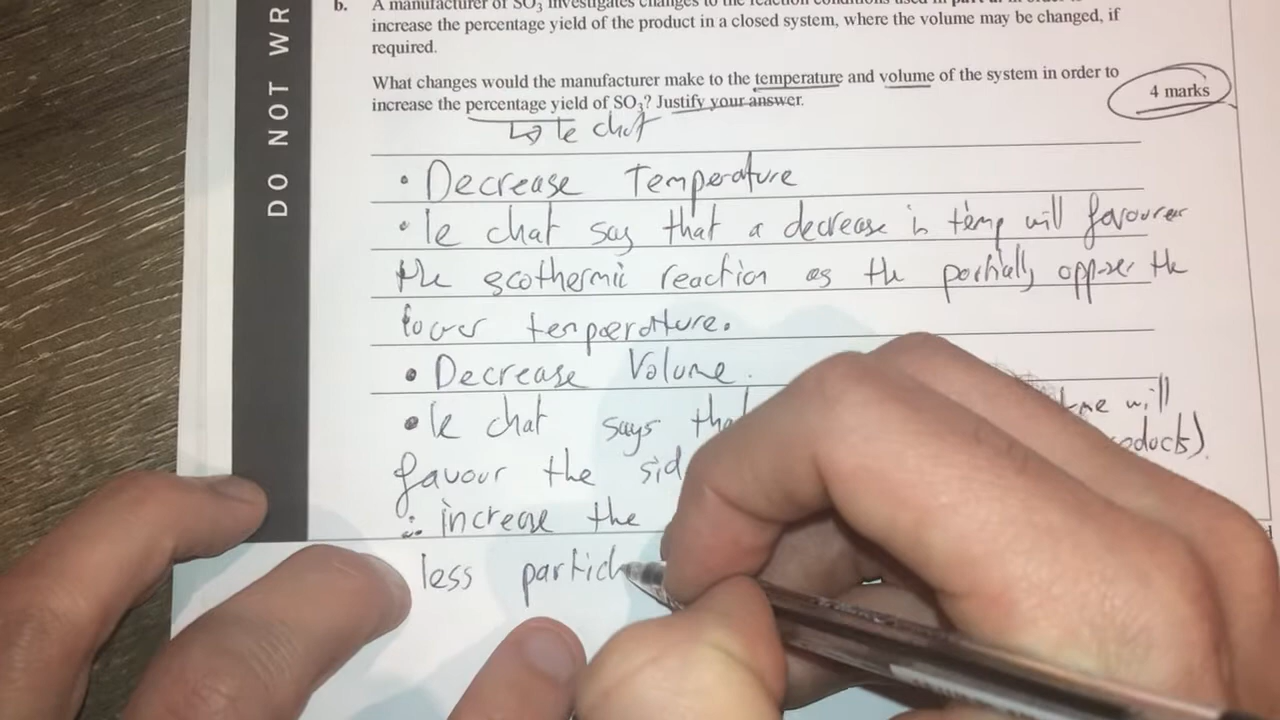 DO NOT WR
b. A manufacturer of SO₃ investigates changes to the reaction conditions used in part a. in order to
increase the percentage yield of the product in a closed system, where the volume may be changed, if
required.
What changes would the manufacturer make to the temperature and volume of the system in order to
4 marks
increase the percentage yield of SO₃? Justify your answer.
le chat
• Decrease Temperature
• le chat say that a decrease in temp will favour
the exothermic reaction as the partially the
lower temperature.
• Decrease Volume.
• le chat says tha will
favour the sid oducts).
∴ increase the
less partic